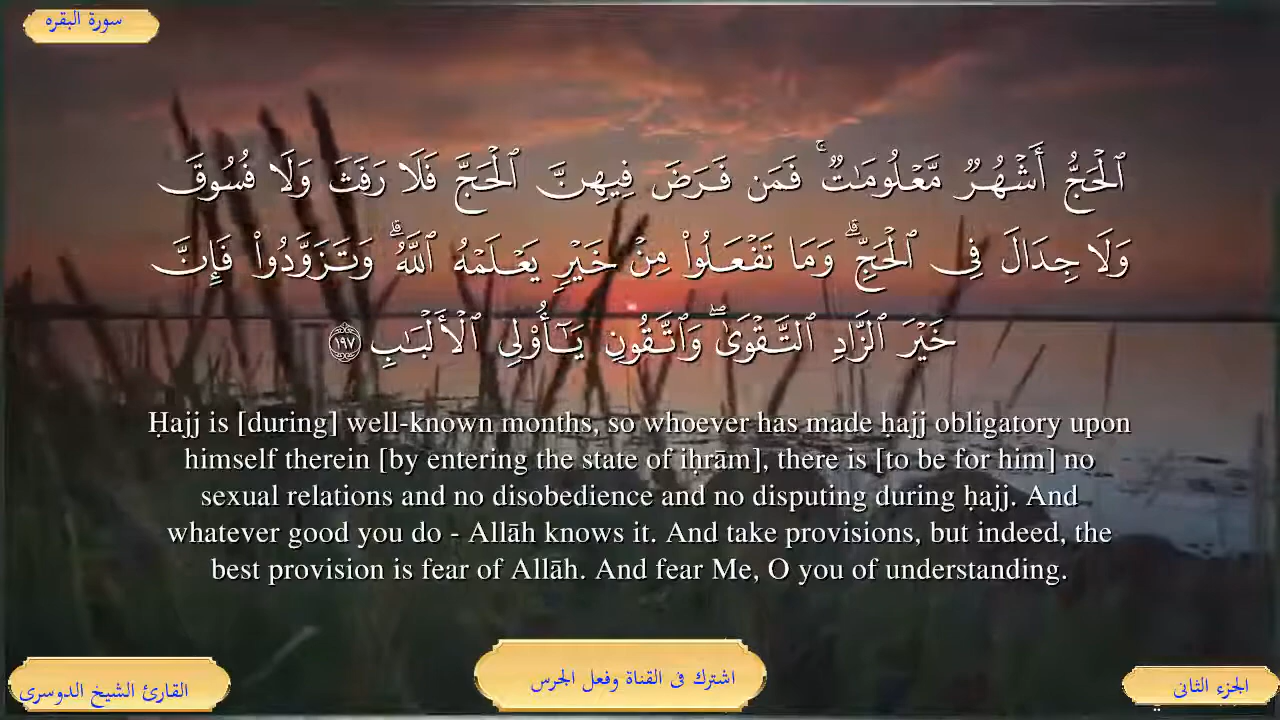 سورة البقره
ٱلْحَجُّ أَشْهُرٌ مَّعْلُومَـٰتٌ ۚ فَمَن فَرَضَ فِيهِنَّ ٱلْحَجَّ فَلَا رَفَثَ وَلَا فُسُوقَ
وَلَا جِدَالَ فِى ٱلْحَجِّ ۗ وَمَا تَفْعَلُوا۟ مِنْ خَيْرٍ يَعْلَمْهُ ٱللَّهُ ۗ وَتَزَوَّدُوا۟ فَإِنَّ
خَيْرَ ٱلزَّادِ ٱلتَّقْوَىٰ ۖ وَٱتَّقُونِ يَـٰٓأُو۟لِى ٱلْأَلْبَـٰبِ ١٩٧
Ḥajj is [during] well-known months, so whoever has made ḥajj obligatory upon
himself therein [by entering the state of iḥrām], there is [to be for him] no
sexual relations and no disobedience and no disputing during ḥajj. And
whatever good you do - Allāh knows it. And take provisions, but indeed, the
best provision is fear of Allāh. And fear Me, O you of understanding.
الجزء الثانى
اشترك فى القناة وفعل الجرس
القارئ الشيخ الدوسرى